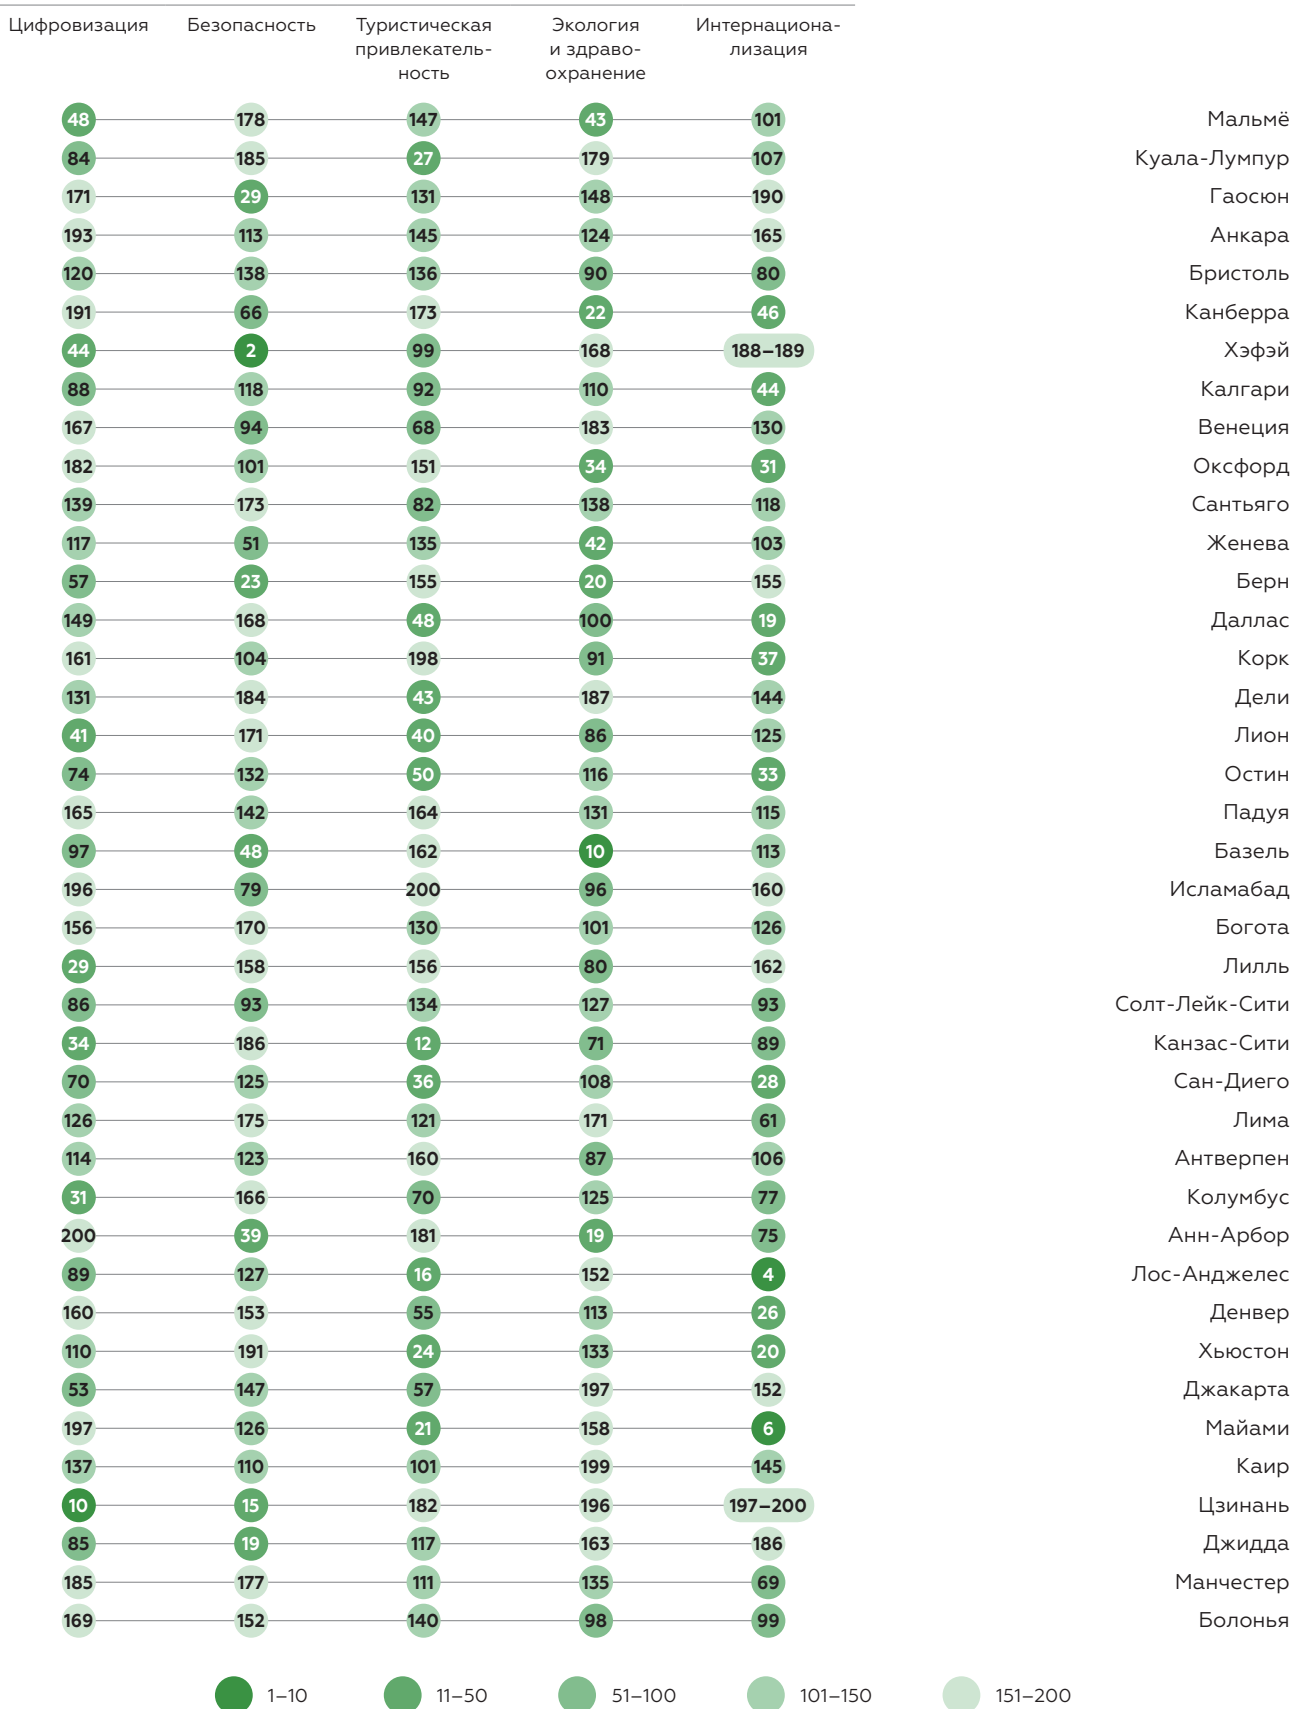 Цифровизация Безопасность Туристическая Экология Интернациона-
привлекатель- и здраво- лизация
ность охранение
48 178 147 43 101 Мальмё
84 185 27 179 107 Куала-Лумпур
171 29 131 148 190 Гаосюн
193 113 145 124 165 Анкара
120 138 136 90 80 Бристоль
191 66 173 22 46 Канберра
44 2 99 168 188–189 Хэфэй
88 118 92 110 44 Калгари
167 94 68 183 130 Венеция
182 101 151 34 31 Оксфорд
139 173 82 138 118 Сантьяго
117 51 135 42 103 Женева
57 23 155 20 155 Берн
149 168 48 100 19 Даллас
161 104 198 91 37 Корк
131 184 43 187 144 Дели
41 171 40 86 125 Лион
74 132 50 116 33 Остин
165 142 164 131 115 Падуя
97 48 162 10 113 Базель
196 79 200 96 160 Исламабад
156 170 130 101 126 Богота
29 158 156 80 162 Лилль
86 93 134 127 93 Солт-Лейк-Сити
34 186 12 71 89 Канзас-Сити
70 125 36 108 28 Сан-Диего
126 175 121 171 61 Лима
114 123 160 87 106 Антверпен
31 166 70 125 77 Колумбус
200 39 181 19 75 Анн-Арбор
89 127 16 152 4 Лос-Анджелес
160 153 55 113 26 Денвер
110 191 24 133 20 Хьюстон
53 147 57 197 152 Джакарта
197 126 21 158 6 Майами
137 110 101 199 145 Каир
10 15 182 196 197–200 Цзинань
85 19 117 163 186 Джидда
185 177 111 135 69 Манчестер
169 152 140 98 99 Болонья
1–10 11–50 51–100 101–150 151–200